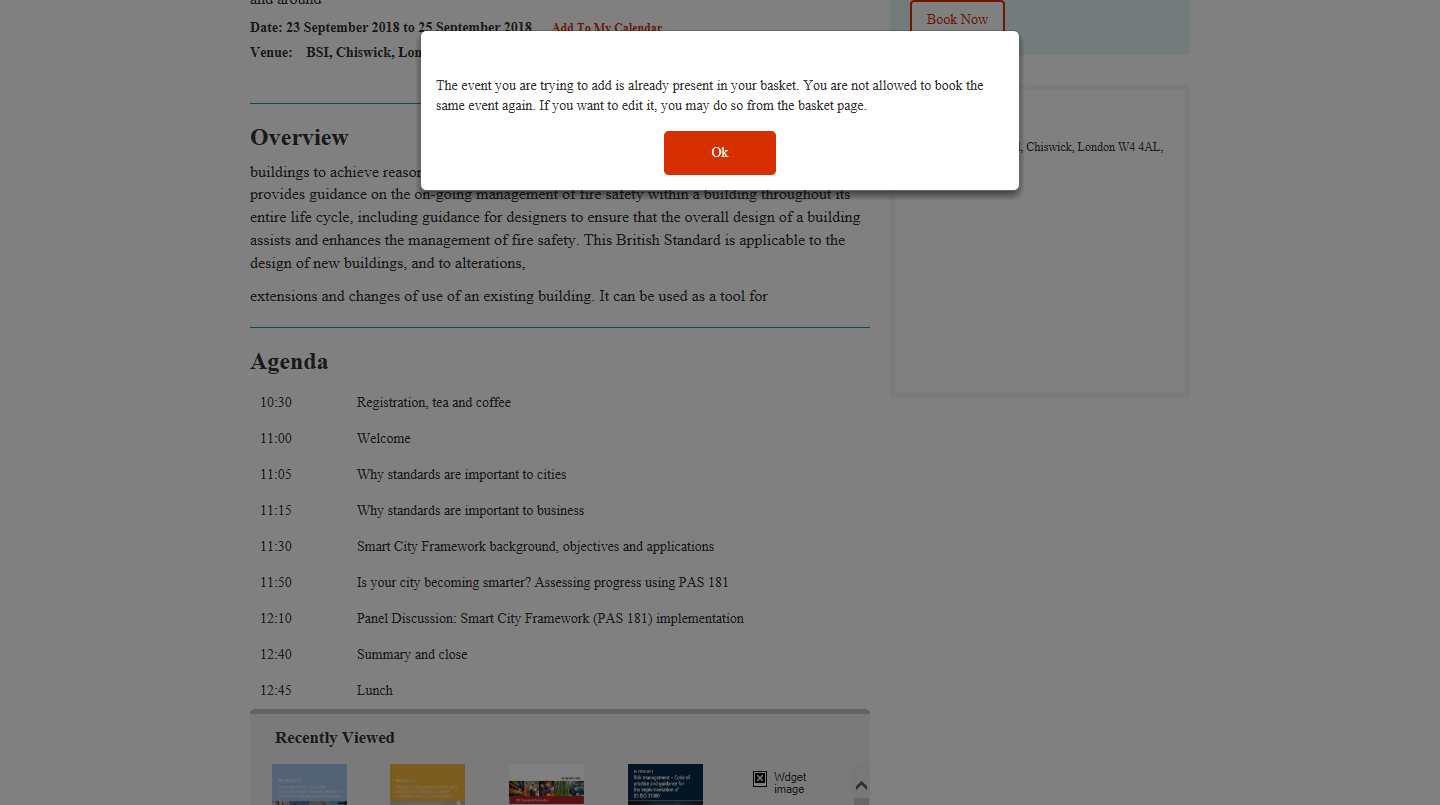 and around
Date: 23 September 2018 to 25 September 2018 Add To My Calendar
Venue: BSI, Chiswick, Lon
Book Now
The event you are trying to add is already present in your basket. You are not allowed to book the
same event again. If you want to edit it, you may do so from the basket page.
Ok
, Chiswick, London W4 4AL,
Overview
buildings to achieve reason
provides guidance on the on-going management of fire safety within a building throughout its
entire life cycle, including guidance for designers to ensure that the overall design of a building
assists and enhances the management of fire safety. This British Standard is applicable to the
design of new buildings, and to alterations,
extensions and changes of use of an existing building. It can be used as a tool for
Agenda
10:30 Registration, tea and coffee
11:00 Welcome
11:05 Why standards are important to cities
11:15 Why standards are important to business
11:30 Smart City Framework background, objectives and applications
11:50 Is your city becoming smarter? Assessing progress using PAS 181
12:10 Panel Discussion: Smart City Framework (PAS 181) implementation
12:40 Summary and close
12:45 Lunch
Recently Viewed
Risk management – Code of
practice and guidance for
the implementation of
BS ISO 31000
Wdget
image